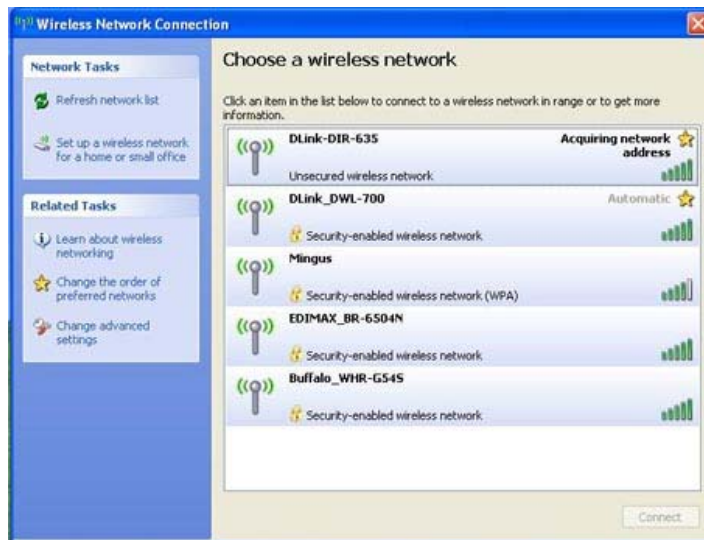 Wireless Network Connection
Network Tasks
Refresh network list
Set up a wireless network
for a home or small office
Related Tasks
Learn about wireless
networking
Change the order of
preferred networks
Change advanced
settings
Choose a wireless network
Click an item in the list below to connect to a wireless network in range or to get more
information.
DLink-DIR-635
Acquiring network
address
Unsecured wireless network
DLink_DWL-700
Automatic
Security-enabled wireless network
Mingus
Security-enabled wireless network (WPA)
EDIMAX_BR-6504N
Security-enabled wireless network
Buffalo_WHR-G54S
Security-enabled wireless network
Connect